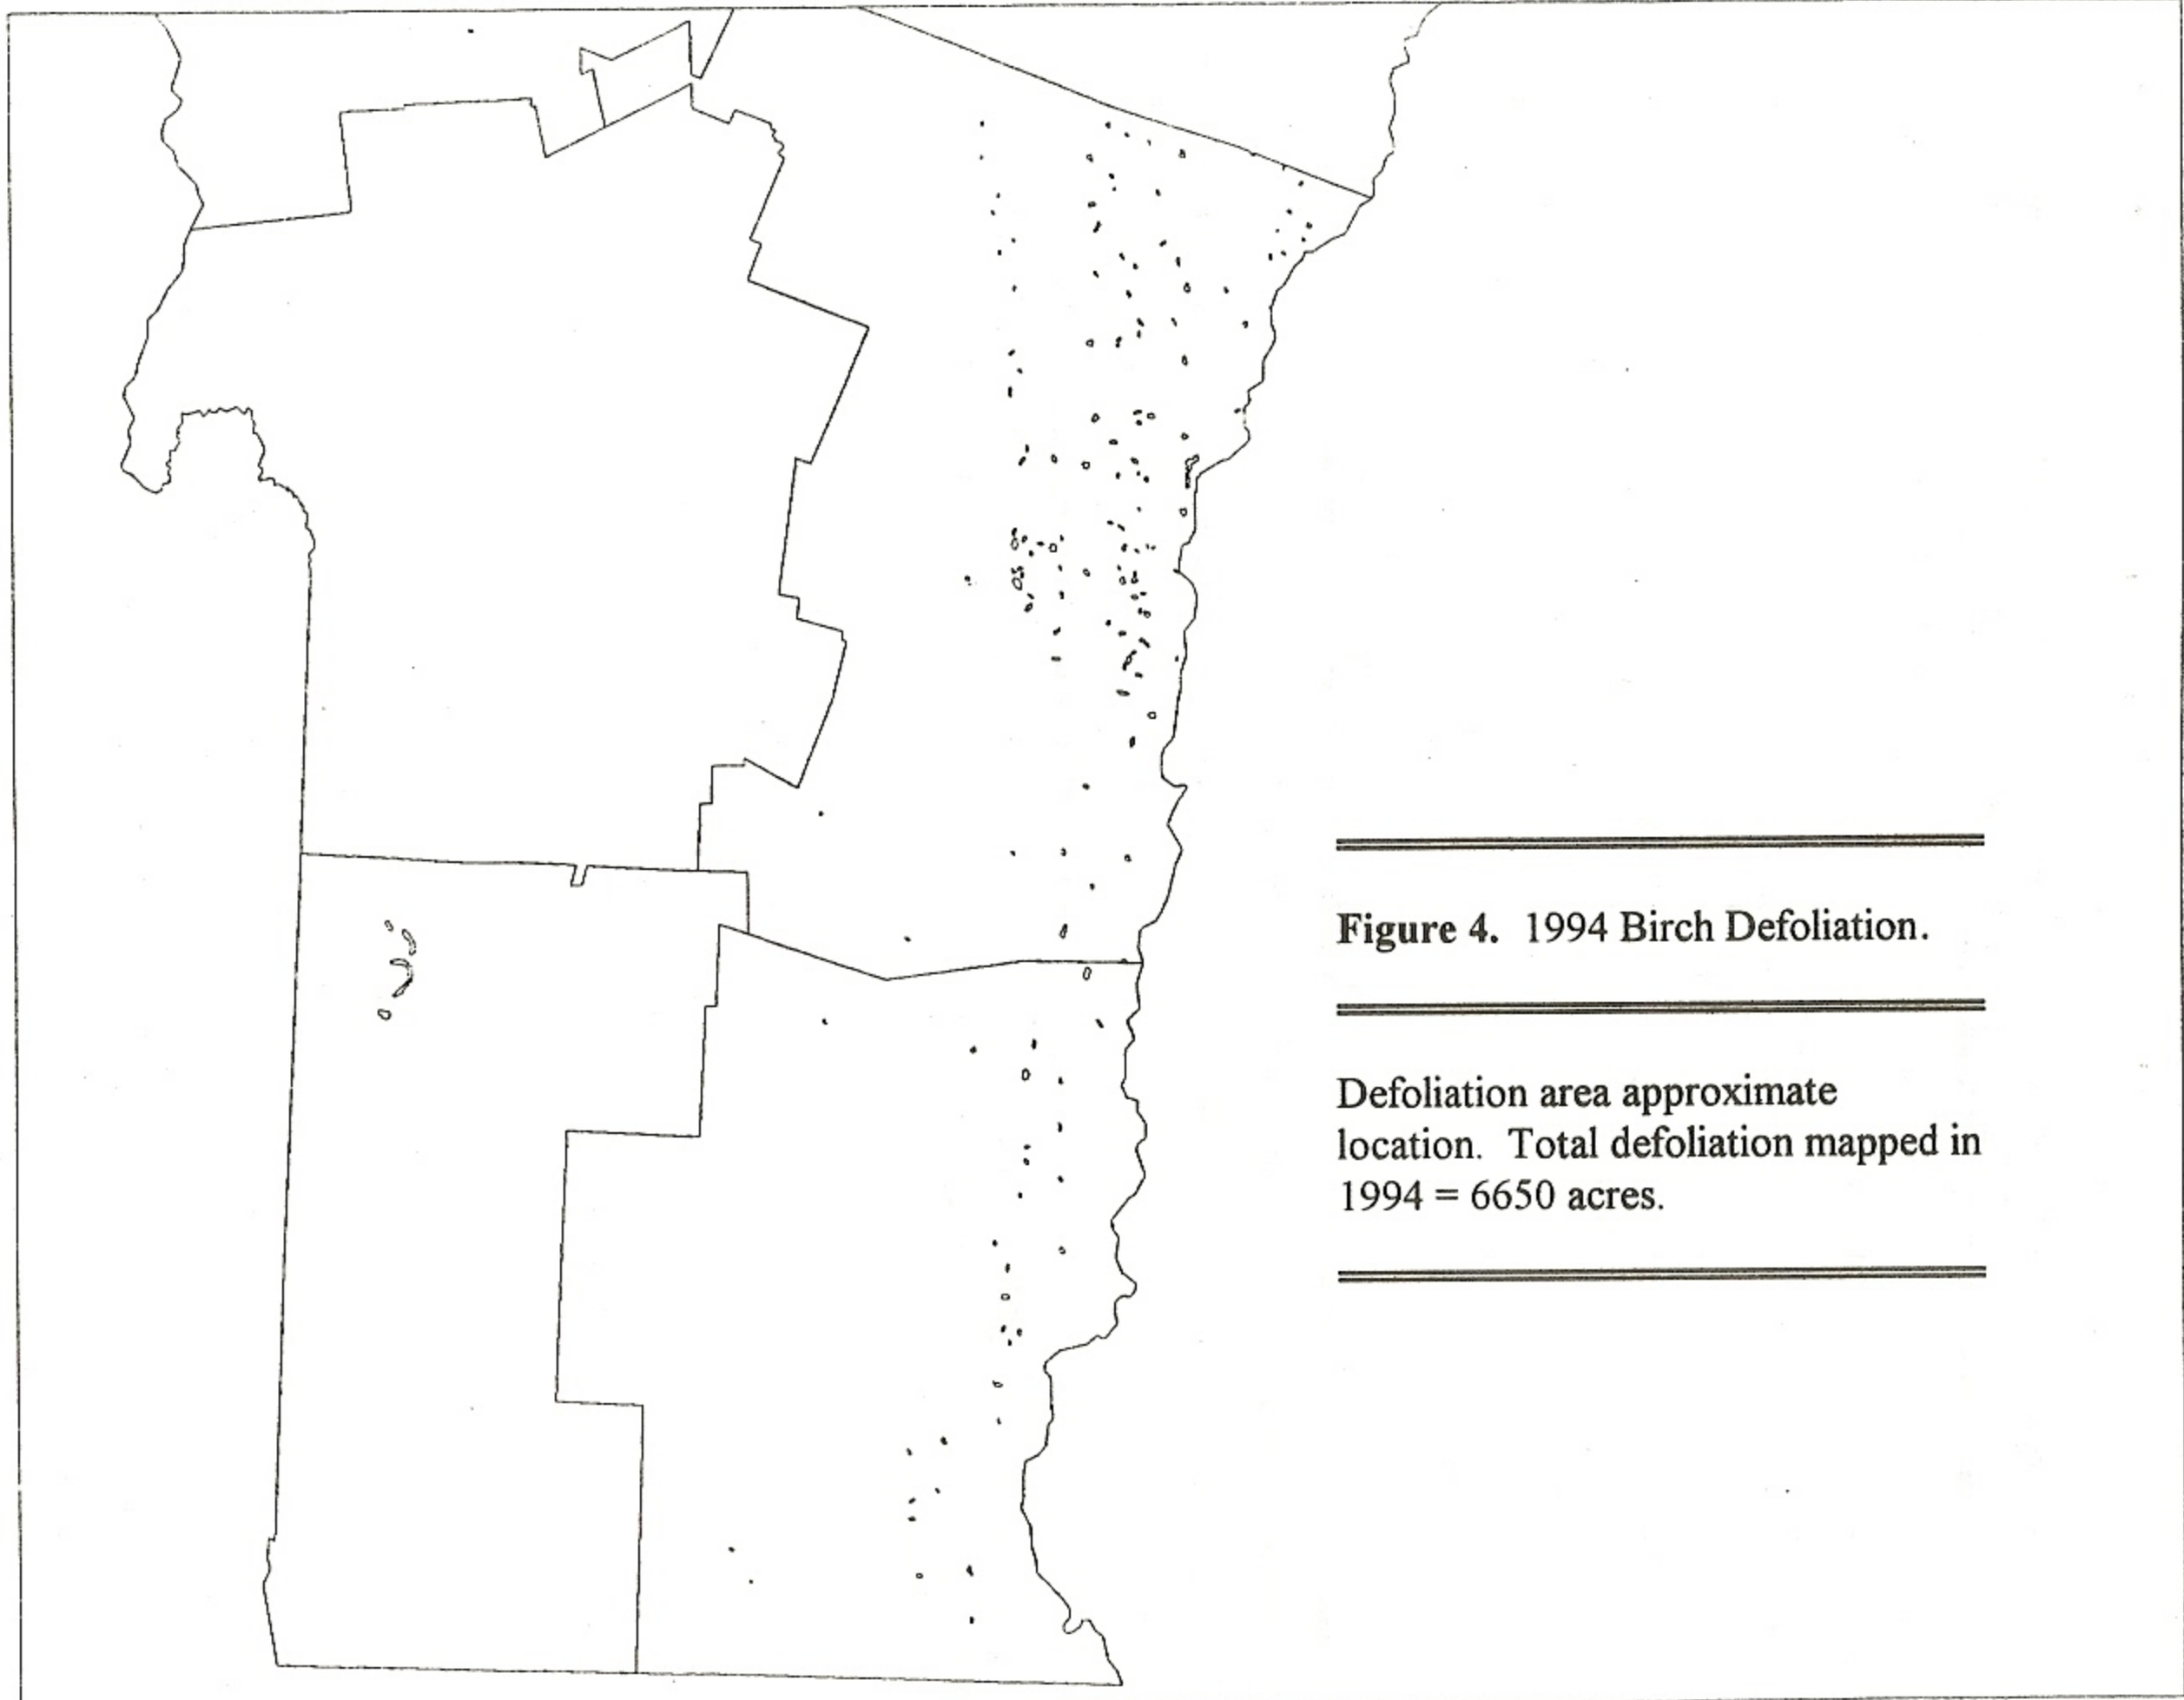 Figure 4. 1994 Birch Defoliation.
Defoliation area approximate
location. Total defoliation mapped in
1994 = 6650 acres.